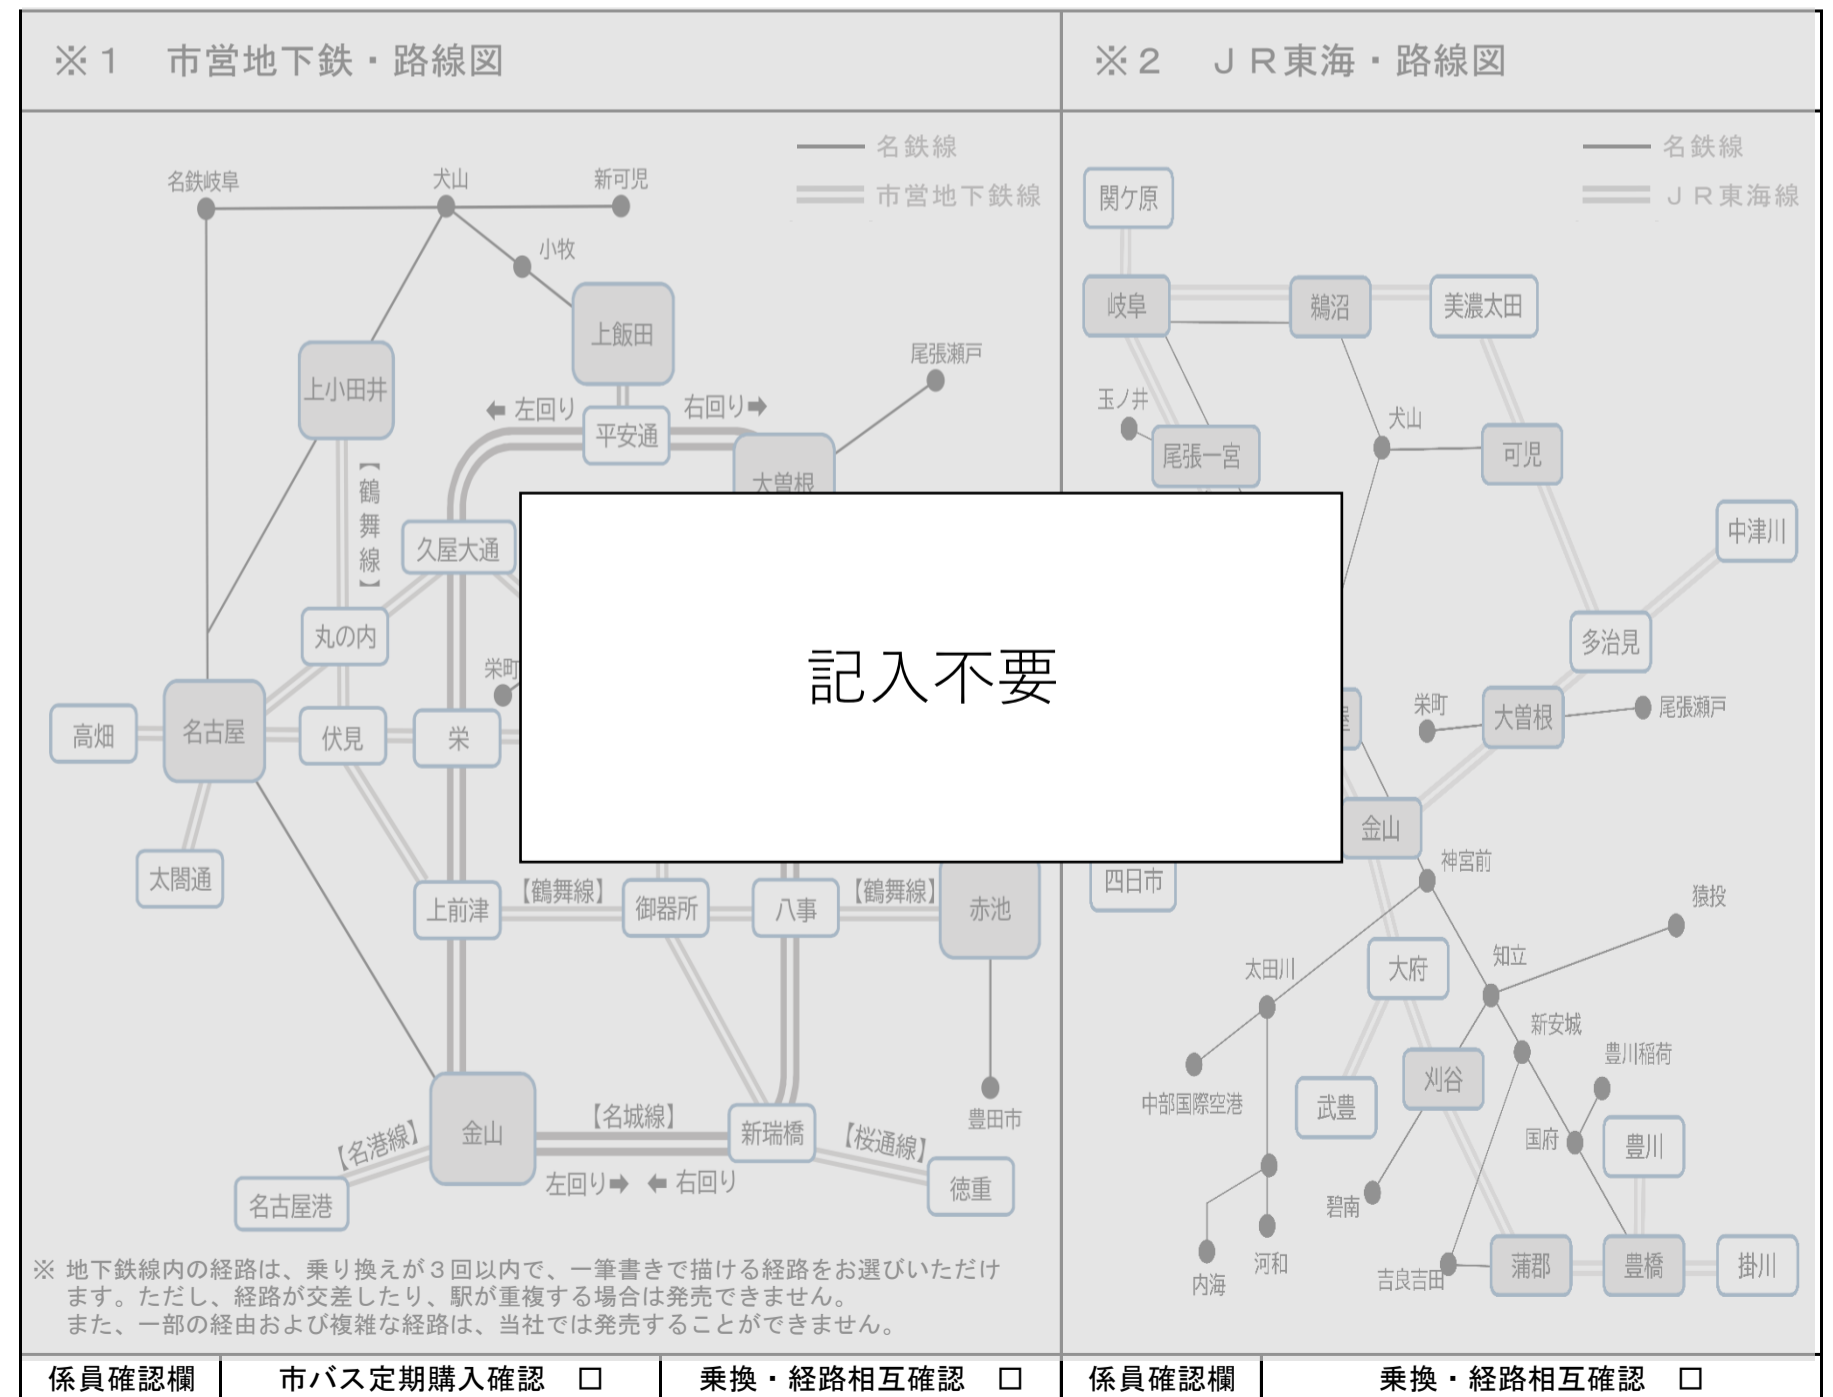 ※1 市営地下鉄・路線図
名鉄線
市営地下鉄線
名鉄岐阜
犬山
新可児
小牧
上飯田
尾張瀬戸
上小田井
⬅ 左回り
右回り ➡
平安通
大曽根
【鶴舞線】
久屋大通
丸の内
栄町
高畑
名古屋
伏見
栄
太閤通
上前津
【鶴舞線】
御器所
八事
【鶴舞線】
赤池
豊田市
金山
【名城線】
新瑞橋
【桜通線】
【名港線】
左回り➡ ⬅ 右回り
徳重
名古屋港
※ 地下鉄線内の経路は、乗り換えが3回以内で、一筆書きで描ける経路をお選びいただけ
ます。ただし、経路が交差したり、駅が重複する場合は発売できません。
また、一部の経由および複雑な経路は、当社では発売することができません。
※2 JR東海・路線図
名鉄線
JR東海線
関ケ原
岐阜
鵜沼
美濃太田
玉ノ井
犬山
尾張一宮
可児
中津川
多治見
栄町
大曽根
尾張瀬戸
金山
神宮前
四日市
猿投
太田川
大府
知立
新安城
豊川稲荷
中部国際空港
武豊
刈谷
国府
豊川
碧南
内海
河和
吉良吉田
蒲郡
豊橋
掛川
記入不要
係員確認欄
市バス定期購入確認 □
乗換・経路相互確認 □
係員確認欄
乗換・経路相互確認 □